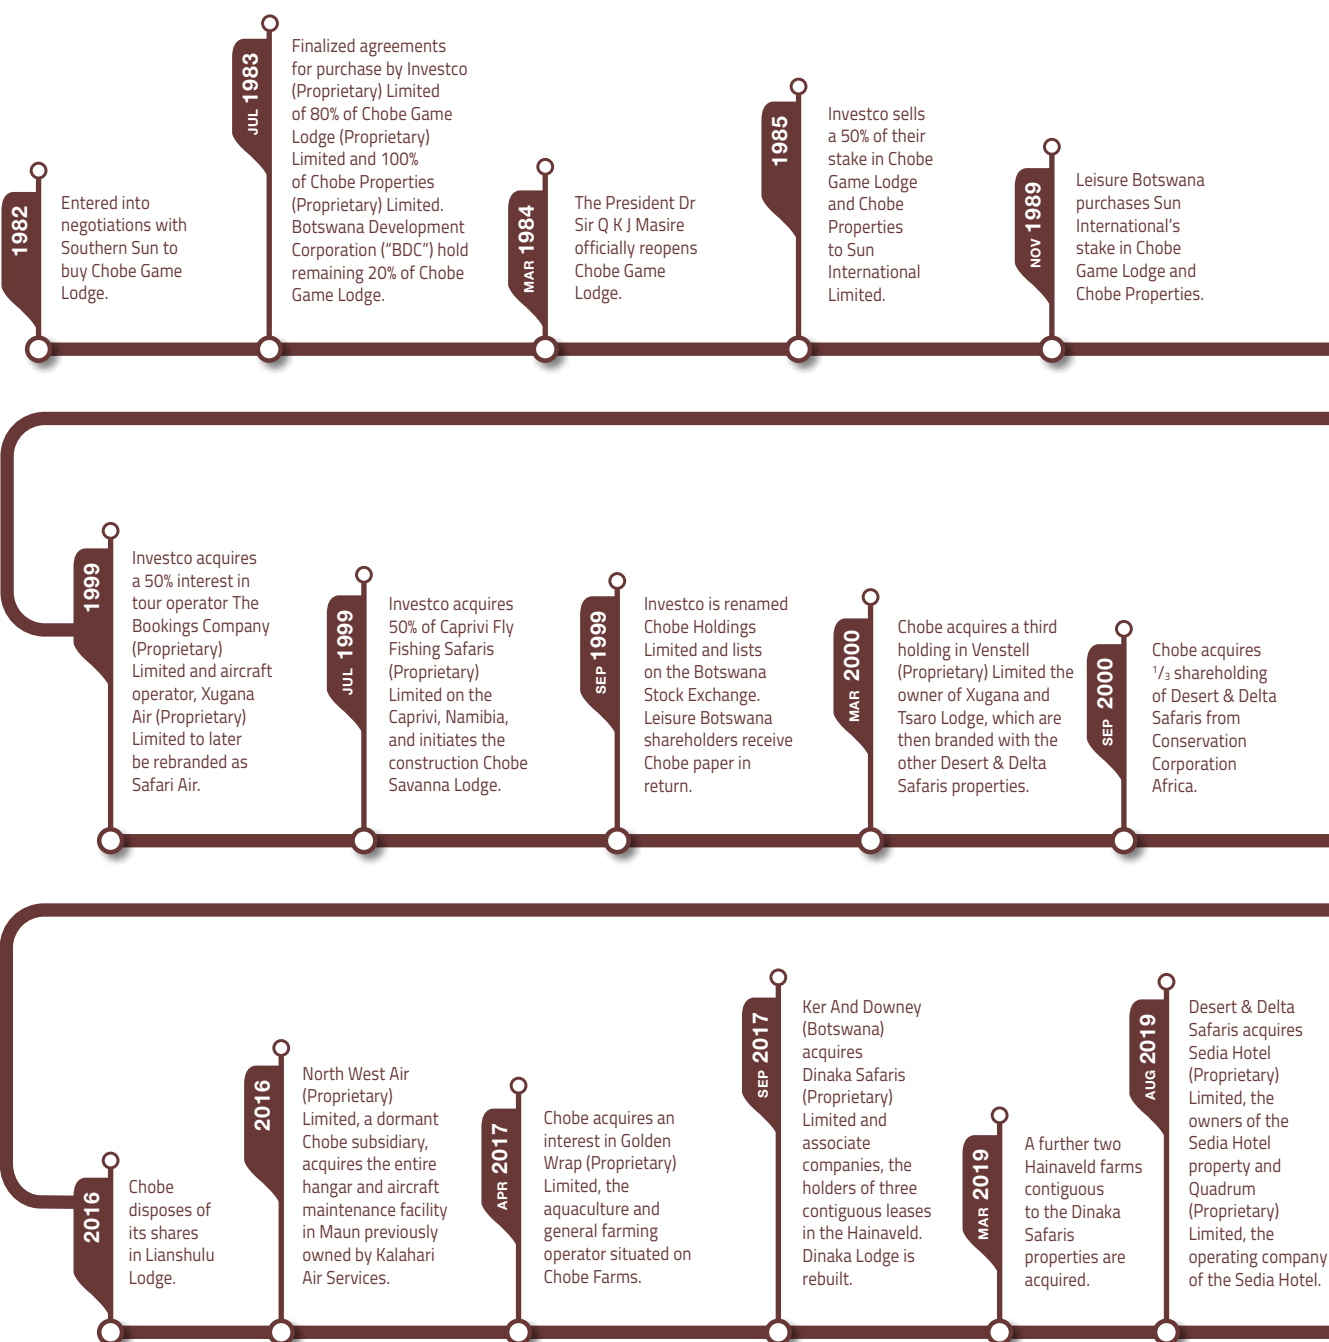 1982
Entered into
negotiations with
Southern Sun to
buy Chobe Game
Lodge.
JUL 1983
Finalized agreements
for purchase by Investco
(Proprietary) Limited
of 80% of Chobe Game
Lodge (Proprietary)
Limited and 100%
of Chobe Properties
(Proprietary) Limited.
Botswana Development
Corporation (“BDC”) hold
remaining 20% of Chobe
Game Lodge.
MAR 1984
The President Dr
Sir Q K J Masire
officially reopens
Chobe Game
Lodge.
1985
Investco sells
a 50% of their
stake in Chobe
Game Lodge
and Chobe
Properties
to Sun
International
Limited.
NOV 1989
Leisure Botswana
purchases Sun
International’s
stake in Chobe
Game Lodge and
Chobe Properties.
1999
Investco acquires
a 50% interest in
tour operator The
Bookings Company
(Proprietary)
Limited and aircraft
operator, Xugana
Air (Proprietary)
Limited to later
be rebranded as
Safari Air.
JUL 1999
Investco acquires
50% of Caprivi Fly
Fishing Safaris
(Proprietary)
Limited on the
Caprivi, Namibia,
and initiates the
construction Chobe
Savanna Lodge.
SEP 1999
Investco is renamed
Chobe Holdings
Limited and lists
on the Botswana
Stock Exchange.
Leisure Botswana
shareholders receive
Chobe paper in
return.
MAR 2000
Chobe acquires a third
holding in Venstell
(Proprietary) Limited the
owner of Xugana and
Tsaro Lodge, which are
then branded with the
other Desert & Delta
Safaris properties.
SEP 2000
Chobe acquires
1/3 shareholding
of Desert & Delta
Safaris from
Conservation
Corporation
Africa.
2016
Chobe
disposes of
its shares
in Lianshulu
Lodge.
2016
North West Air
(Proprietary)
Limited, a dormant
Chobe subsidiary,
acquires the entire
hangar and aircraft
maintenance facility
in Maun previously
owned by Kalahari
Air Services.
APR 2017
Chobe acquires an
interest in Golden
Wrap (Proprietary)
Limited, the
aquaculture and
general farming
operator situated on
Chobe Farms.
SEP 2017
Ker And Downey
(Botswana)
acquires
Dinaka Safaris
(Proprietary)
Limited and
associate
companies, the
holders of three
contiguous leases
in the Hainaveld.
Dinaka Lodge is
rebuilt.
MAR 2019
A further two
Hainaveld farms
contiguous
to the Dinaka
Safaris
properties are
acquired.
AUG 2019
Desert & Delta
Safaris acquires
Sedia Hotel
(Proprietary)
Limited, the
owners of the
Sedia Hotel
property and
Quadrum
(Proprietary)
Limited, the
operating company
of the Sedia Hotel.